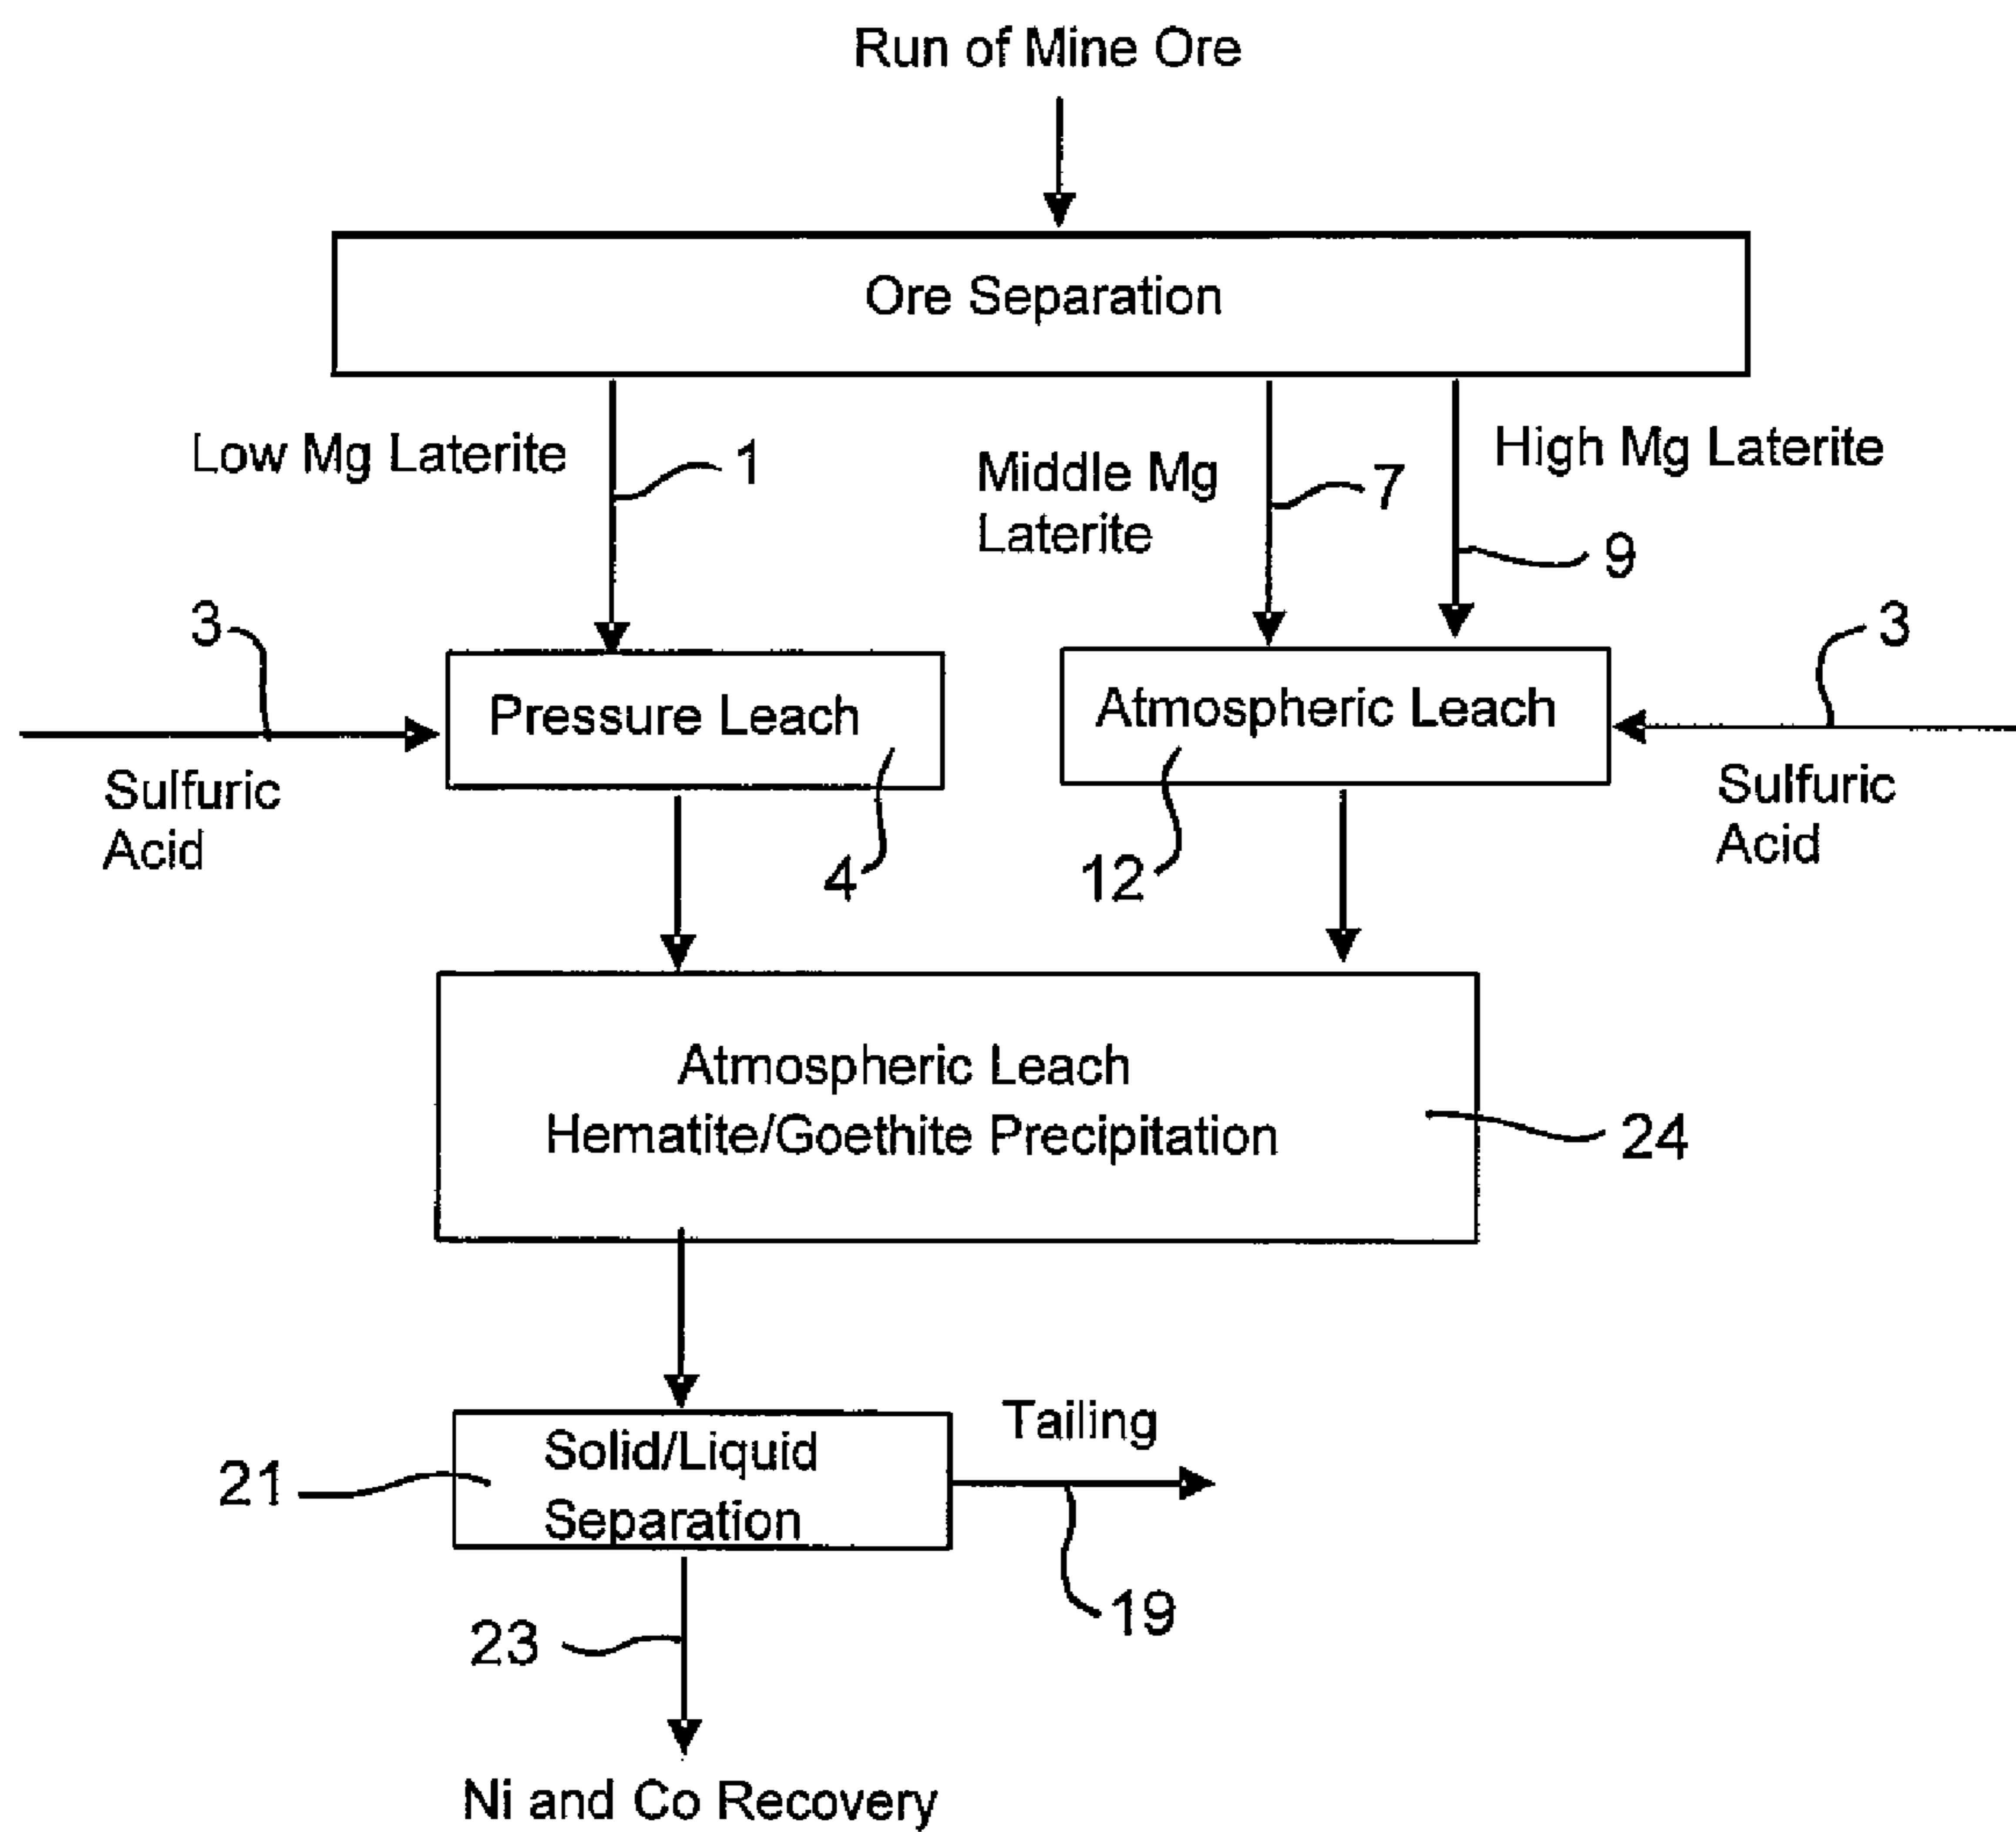 Run of Mine Ore
Ore Separation
Low Mg Laterite
1
Middle Mg
Laterite
7
High Mg Laterite
9
3
Sulfuric
Acid
Pressure Leach
4
Atmospheric Leach
12
3
Sulfuric
Acid
Atmospheric Leach
Hematite/Goethite Precipitation
24
21
Solid/Liquid
Separation
Tailing
19
23
Ni and Co Recovery